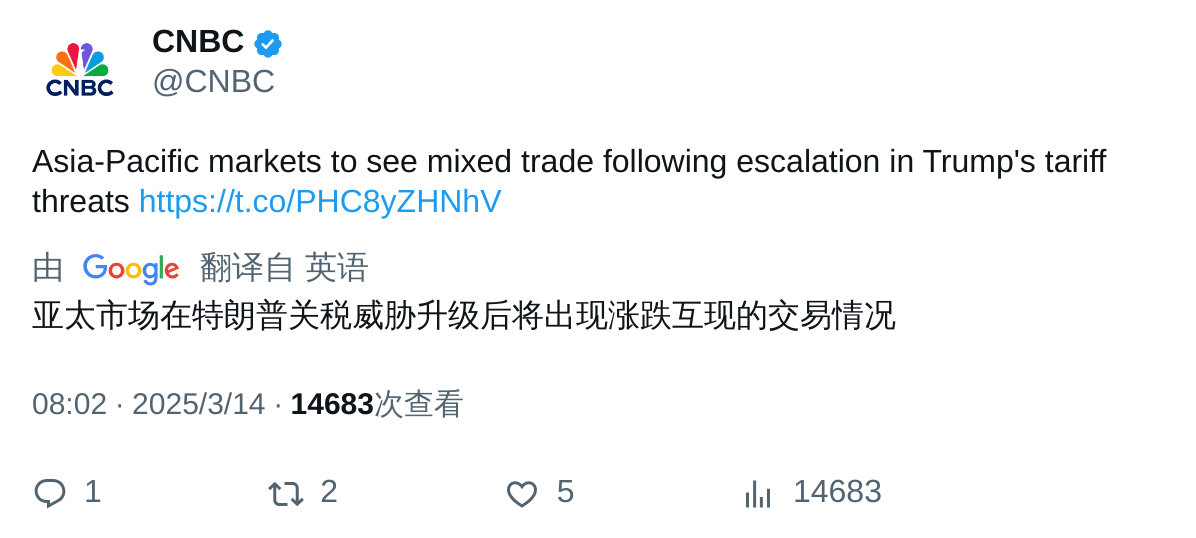 CNBC
@CNBC
CNBC
Asia-Pacific markets to see mixed trade following escalation in Trump's tariff
threats https://t.co/PHC8yZHNhV
由 Google 翻译自 英语
亚太市场在特朗普关税威胁升级后将出现涨跌互现的交易情况
08:02 · 2025/3/14 · 14683次查看
1 2 5 14683